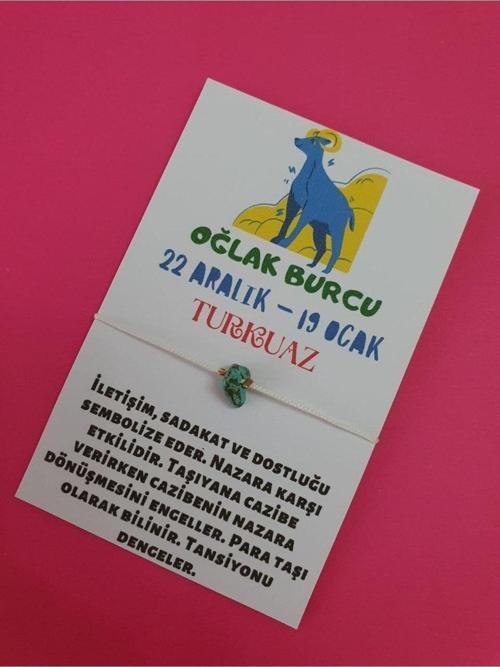 OĞLAK BURCU
22 ARALIK – 19 OCAK
TURKUAZ
İLETİŞİM, SADAKAT VE DOSTLUĞU
SEMBOLİZE EDER. NAZARA KARŞI
ETKİLİDİR. TAŞIYANA CAZİBE
VERİRKEN CAZİBENİN NAZARA
DÖNÜŞMESİNİ ENGELLER. PARA TAŞI
OLARAK BİLİNİR. TANSİYONU
DENGELER.